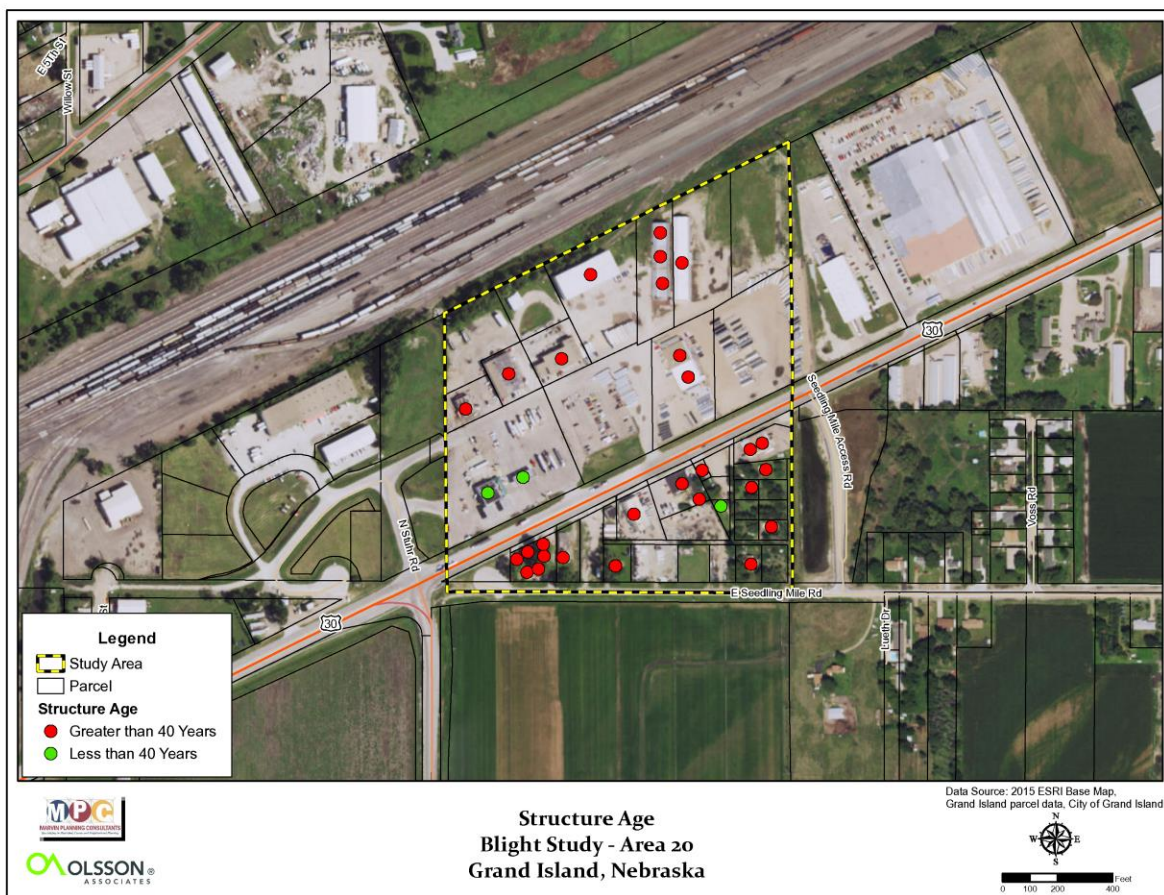 E 5Th St
Willow St
30
Seedling Mile Access Rd
Voss Rd
N Stuhr Rd
E Seedling Mile Rd
St
30
Lueth Dr
Legend
Study Area
Parcel
Structure Age
Greater than 40 Years
Less than 40 Years
MPC
MARVIN PLANNING CONSULTANTS
OLSSON ®
ASSOCIATES
Structure Age
Blight Study - Area 20
Grand Island, Nebraska
Data Source: 2015 ESRI Base Map,
Grand Island parcel data, City of Grand Island
N
W E
S
Feet
0 100 200 400